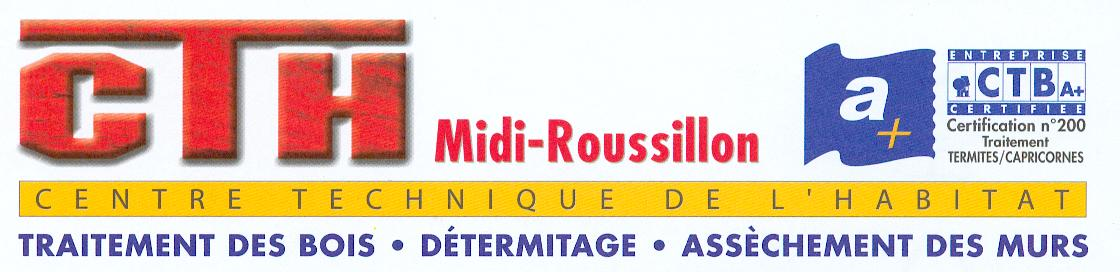 CTH
Midi-Roussillon
a+
ENTREPRISE
CTB A+
CERTIFIEE
Certification n°200
Traitement
TERMITES/CAPRICORNES
CENTRE TECHNIQUE DE L'HABITAT
TRAITEMENT DES BOIS • DÉTERMITAGE • ASSÈCHEMENT DES MURS